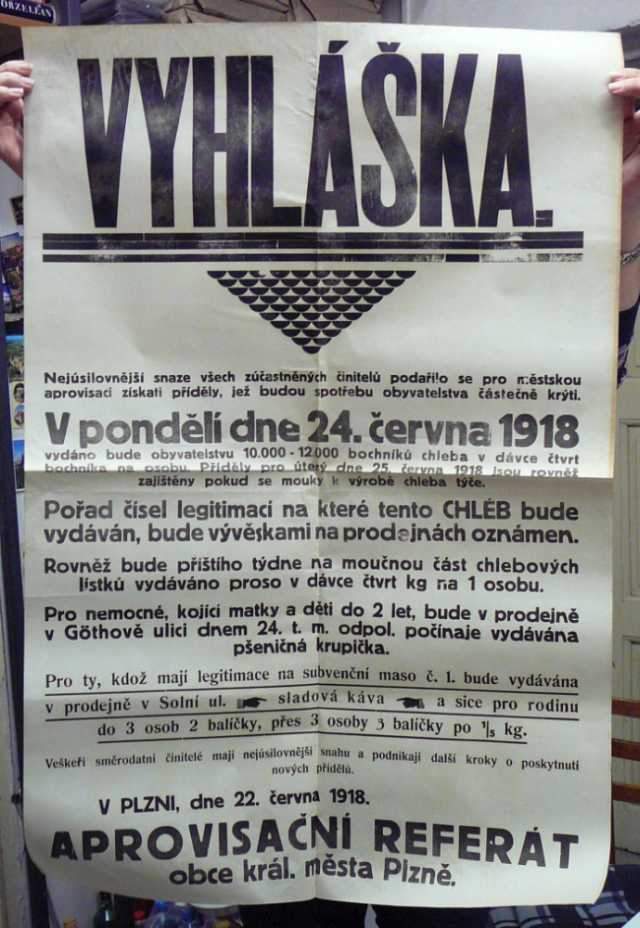 ORZELÉAN
VYHLÁŠKA.
Nejúsilovnější snaze všech zúčastněných činitelů podařilo se pro městskou
aprovisaci získati příděly, jež budou spotřebu obyvatelstva částečně krýti.
V pondělí dne 24. června 1918
vydáno bude obyvatelstvu 10.000 - 12000 bochníků chleba v dávce čtvrt
bochníka na osobu. Příděly pro úterý dne 25. června 1918 jsou rovněž
zajištěny pokud se mouky k výrobě chleba týče.
Pořad čísel legitimací na které tento CHLÉB bude
vydáván, bude vývěskami na prodejnách oznámen.
Rovněž bude příštího týdne na moučnou část chlebových
lístků vydáváno proso v dávce čtvrt kg na 1 osobu.
Pro nemocné, kojící matky a děti do 2 let, bude v prodejně
v Göthově ulici dnem 24. t. m. odpol. počínaje vydávána
pšeničná krupička.
Pro ty, kdož mají legitimace na subvenční maso č. 1. bude vydávána
v prodejně v Solní ul. sladová káva a sice pro rodinu
do 3 osob 2 balíčky, přes 3 osoby 3 balíčky po 1/5 kg.
Veškeří směrodatní činitelé mají nejúsilovnější snahu a podnikají další kroky o poskytnutí
nových přídělů.
V PLZNI, dne 22. června 1918.
APROVISAČNÍ REFERÁT
obce král. města Plzně.